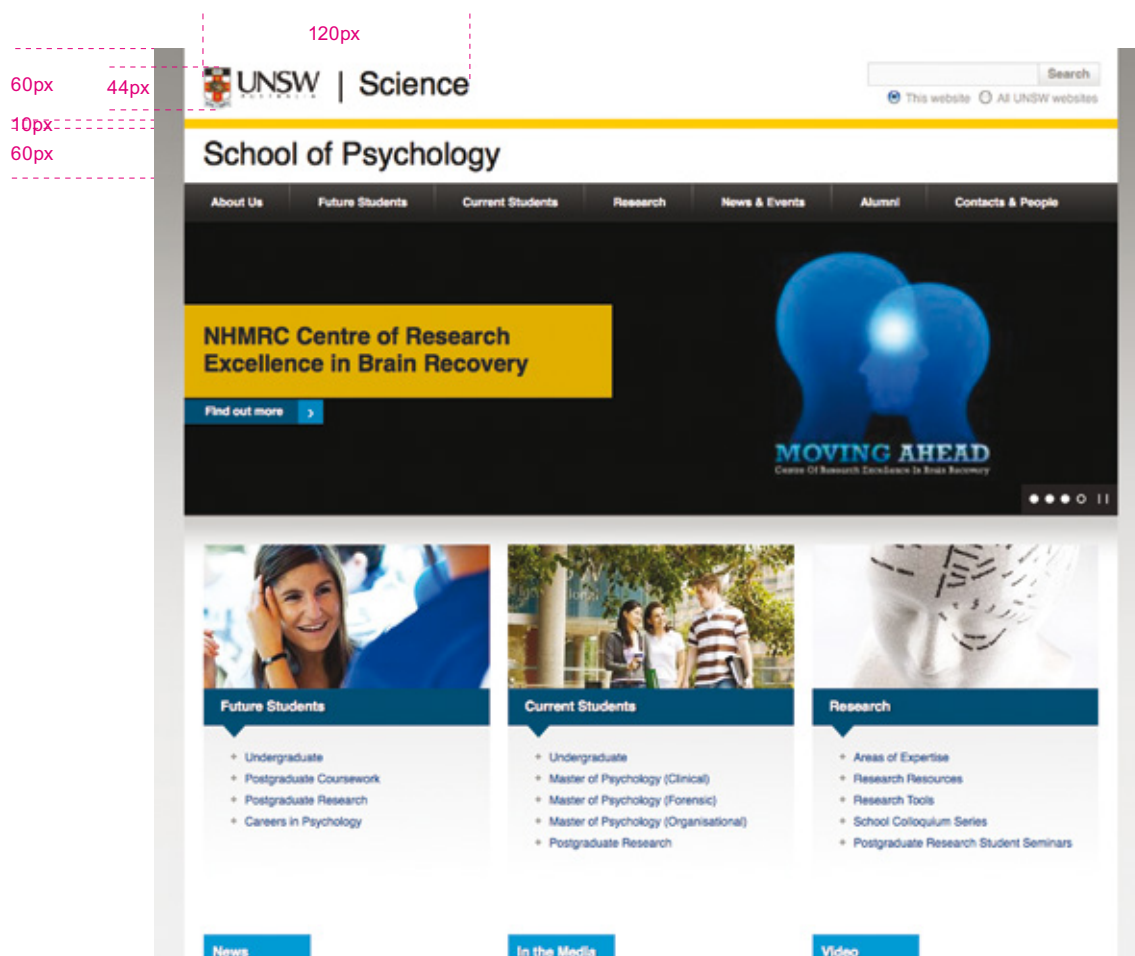 120px
60px
44px
10px
60px
UNSW | Science
AUSTRALIA
Search
This website All UNSW websites
School of Psychology
About Us Future Students Current Students Research News & Events Alumni Contacts & People
NHMRC Centre of Research
Excellence in Brain Recovery
Find out more
MOVING AHEAD
Centre Of Research Excellence In Brain Recovery
Future Students
Undergraduate
Postgraduate Coursework
Postgraduate Research
Careers in Psychology
Current Students
Undergraduate
Master of Psychology (Clinical)
Master of Psychology (Forensic)
Master of Psychology (Organisational)
Postgraduate Research
Research
Areas of Expertise
Research Resources
Research Tools
School Colloquium Series
Postgraduate Research Student Seminars
News
In the Media
Video